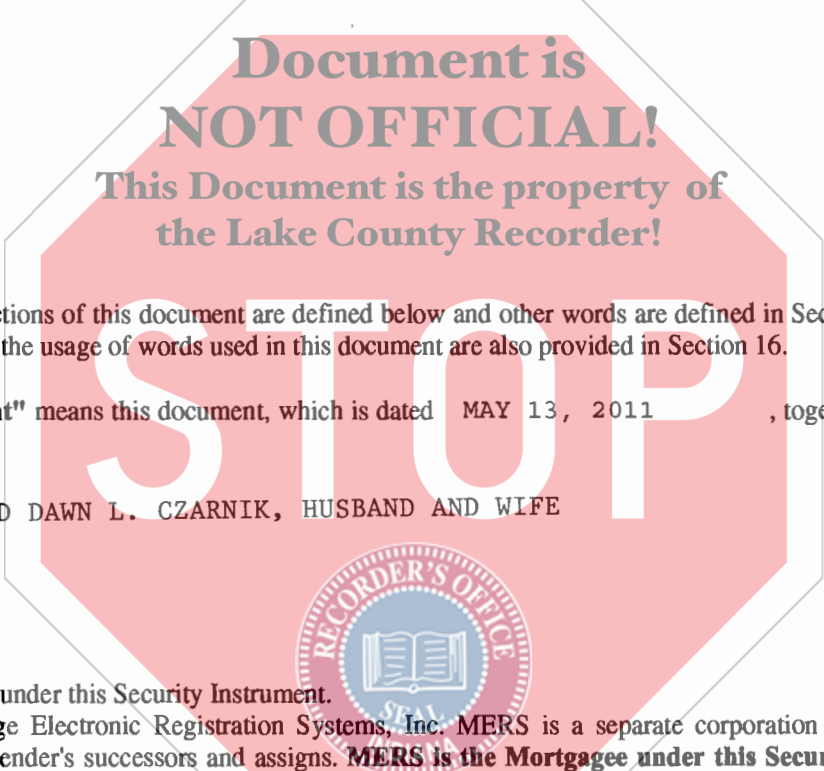 Document is
NOT OFFICIAL!
This Document is the property of
the Lake County Recorder!
STOP
ctions of this document are defined below and other words are defined in Sec
the usage of words used in this document are also provided in Section 16.
t" means this document, which is dated MAY 13, 2011 , toge
D DAWN L. CZARNIK, HUSBAND AND WIFE
RECORDER'S OFFICE
SEAL
under this Security Instrument.
ge Electronic Registration Systems, Inc. MERS is a separate corporation
ender's successors and assigns. MERS is the Mortgagee under this Secur